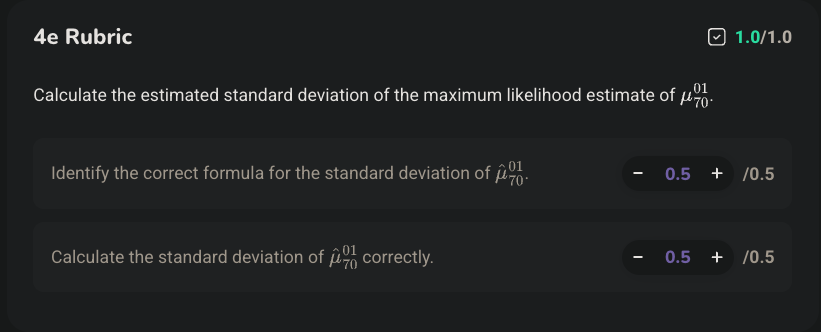 4e Rubric
1.0/1.0
Calculate the estimated standard deviation of the maximum likelihood estimate of $\mu_{70}^{01}$.
Identify the correct formula for the standard deviation of $\hat{\mu}_{70}^{01}$.
− 0.5 + /0.5
Calculate the standard deviation of $\hat{\mu}_{70}^{01}$ correctly.
− 0.5 + /0.5